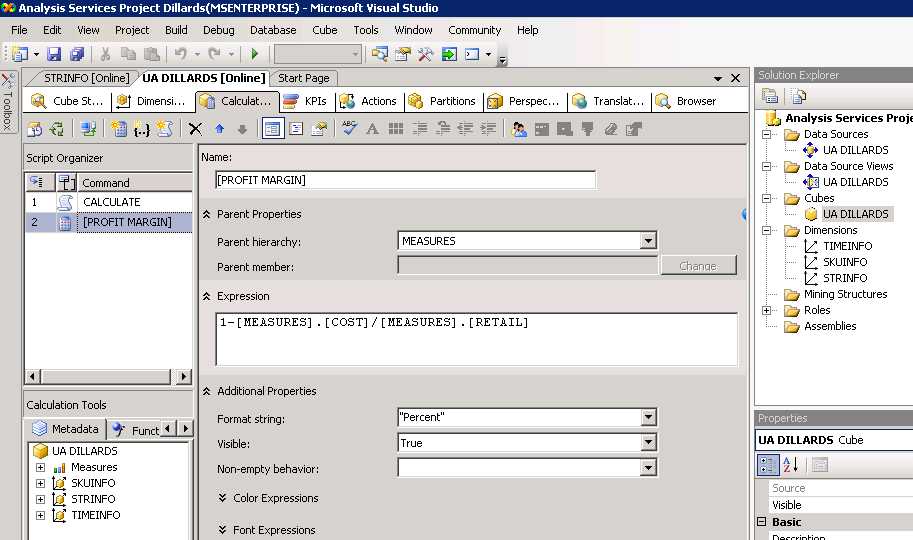 Analysis Services Project Dillards(MSENTERPRISE) - Microsoft Visual Studio
File Edit View Project Build Debug Database Cube Tools Window Community Help
Toolbox
STRINFO [Online] UA DILLARDS [Online] Start Page
Cube St... Dimensi... Calculat... KPIs Actions Partitions Perspec... Translat... Browser
Script Organizer
Command
1 CALCULATE
2 [PROFIT MARGIN]
Calculation Tools
Metadata Funct
UA DILLARDS
Measures
SKUINFO
STRINFO
TIMEINFO
Name:
[PROFIT MARGIN]
Parent Properties
Parent hierarchy: MEASURES
Parent member: Change
Expression
1-[MEASURES].[COST]/[MEASURES].[RETAIL]
Additional Properties
Format string: "Percent"
Visible: True
Non-empty behavior:
Color Expressions
Font Expressions
Solution Explorer
Analysis Services Proje
Data Sources
UA DILLARDS
Data Source Views
UA DILLARDS
Cubes
UA DILLARDS
Dimensions
TIMEINFO
SKUINFO
STRINFO
Mining Structures
Roles
Assemblies
Properties
UA DILLARDS Cube
Source
Visible
Basic
Description